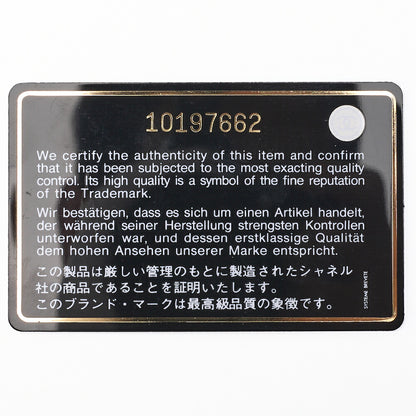 10197662
We certify the authenticity of this item and confirm
that it has been subjected to the most exacting quality
control. Its high quality is a symbol of the fine reputation
of the Trademark.
Wir bestätigen, dass es sich um einen Artikel handelt,
der während seiner Herstellung strengsten Kontrollen
unterworfen war, und dessen erstklassige Qualität
dem hohen Ansehen unserer Marke entspricht.
この製品は厳しい管理のもとに製造されたシャネル
社の商品であることを証明いたします。
このブランド・マークは最高級品質の象徴です。
SYSTEME BREVETE